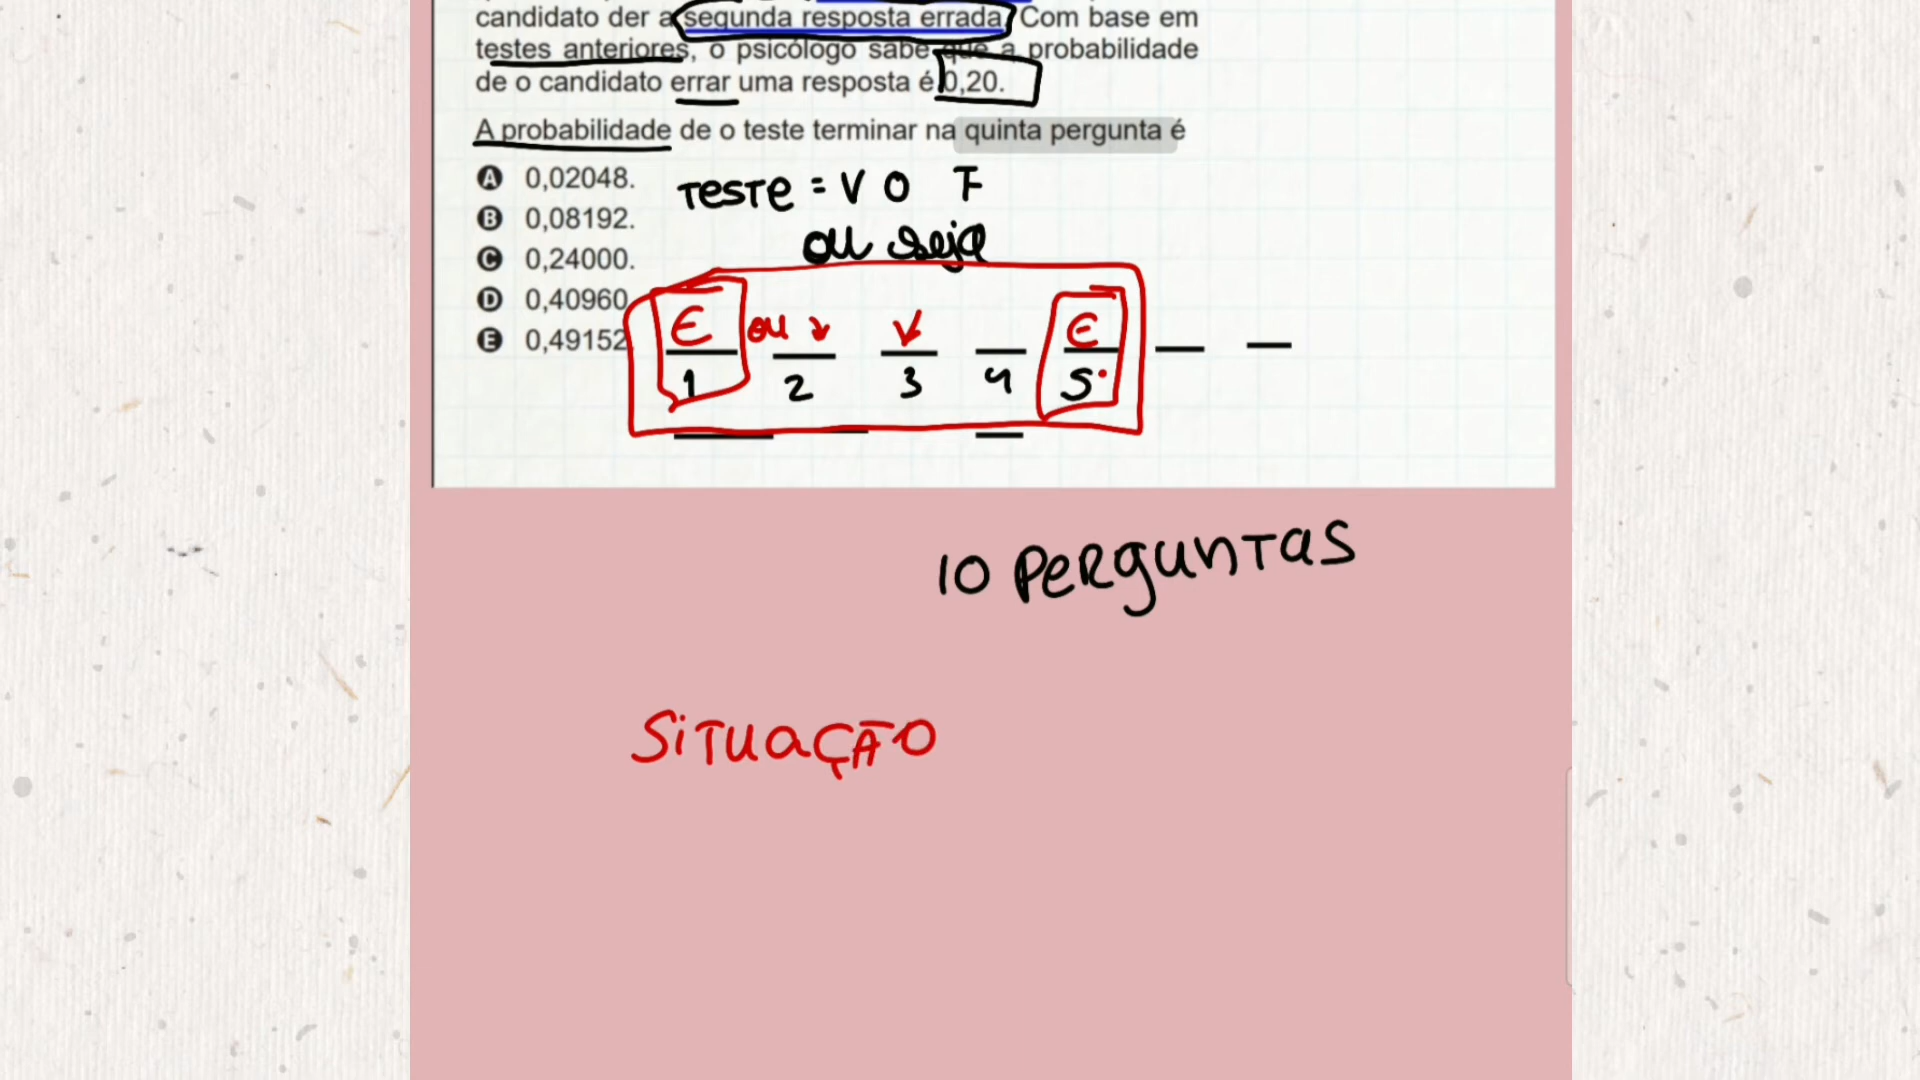 candidato der a segunda resposta errada. Com base em
testes anteriores, o psicólogo sabe que a probabilidade
de o candidato errar uma resposta é 0,20.
A probabilidade de o teste terminar na quinta pergunta é
A 0,02048.
B 0,08192.
C 0,24000.
D 0,40960
E 0,49152
TESTE = V O F
ou seja
E ou E
1 2 3 4 5
10 PERGUNTAS
SITUAÇÃO